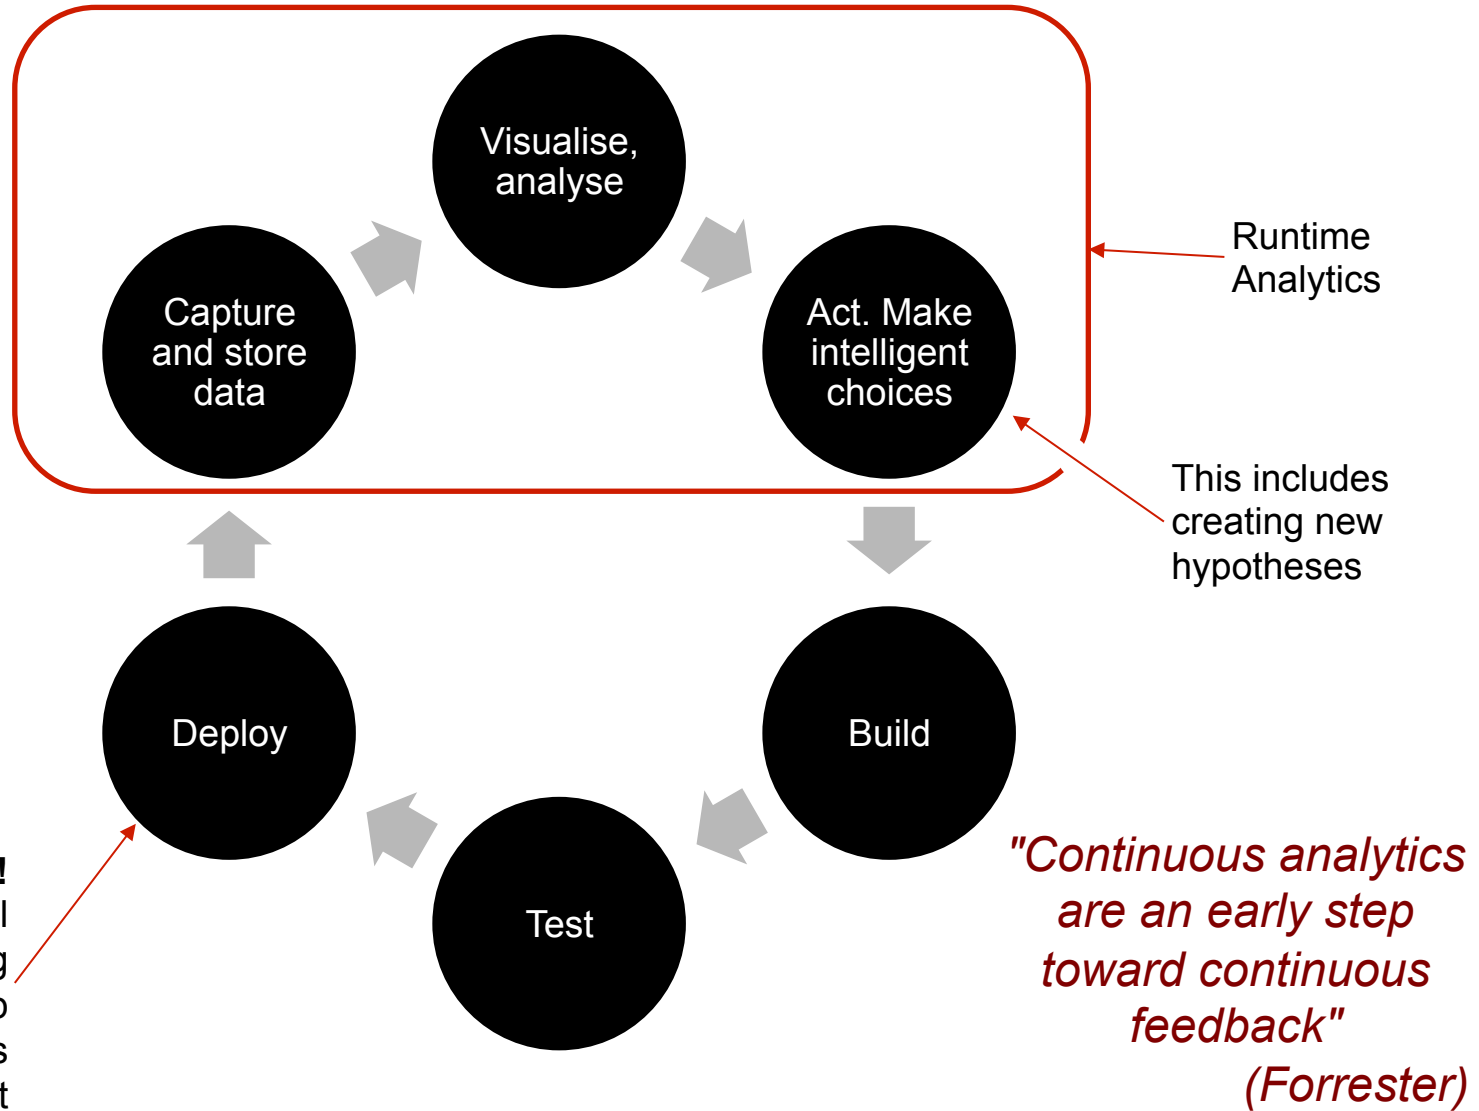 Visualise,
analyse
Runtime
Analytics
Capture
and store
data
Act. Make
intelligent
choices
This includes
creating new
hypotheses
Deploy
Build
Test
"Continuous analytics
are an early step
toward continuous
feedback"
(Forrester)